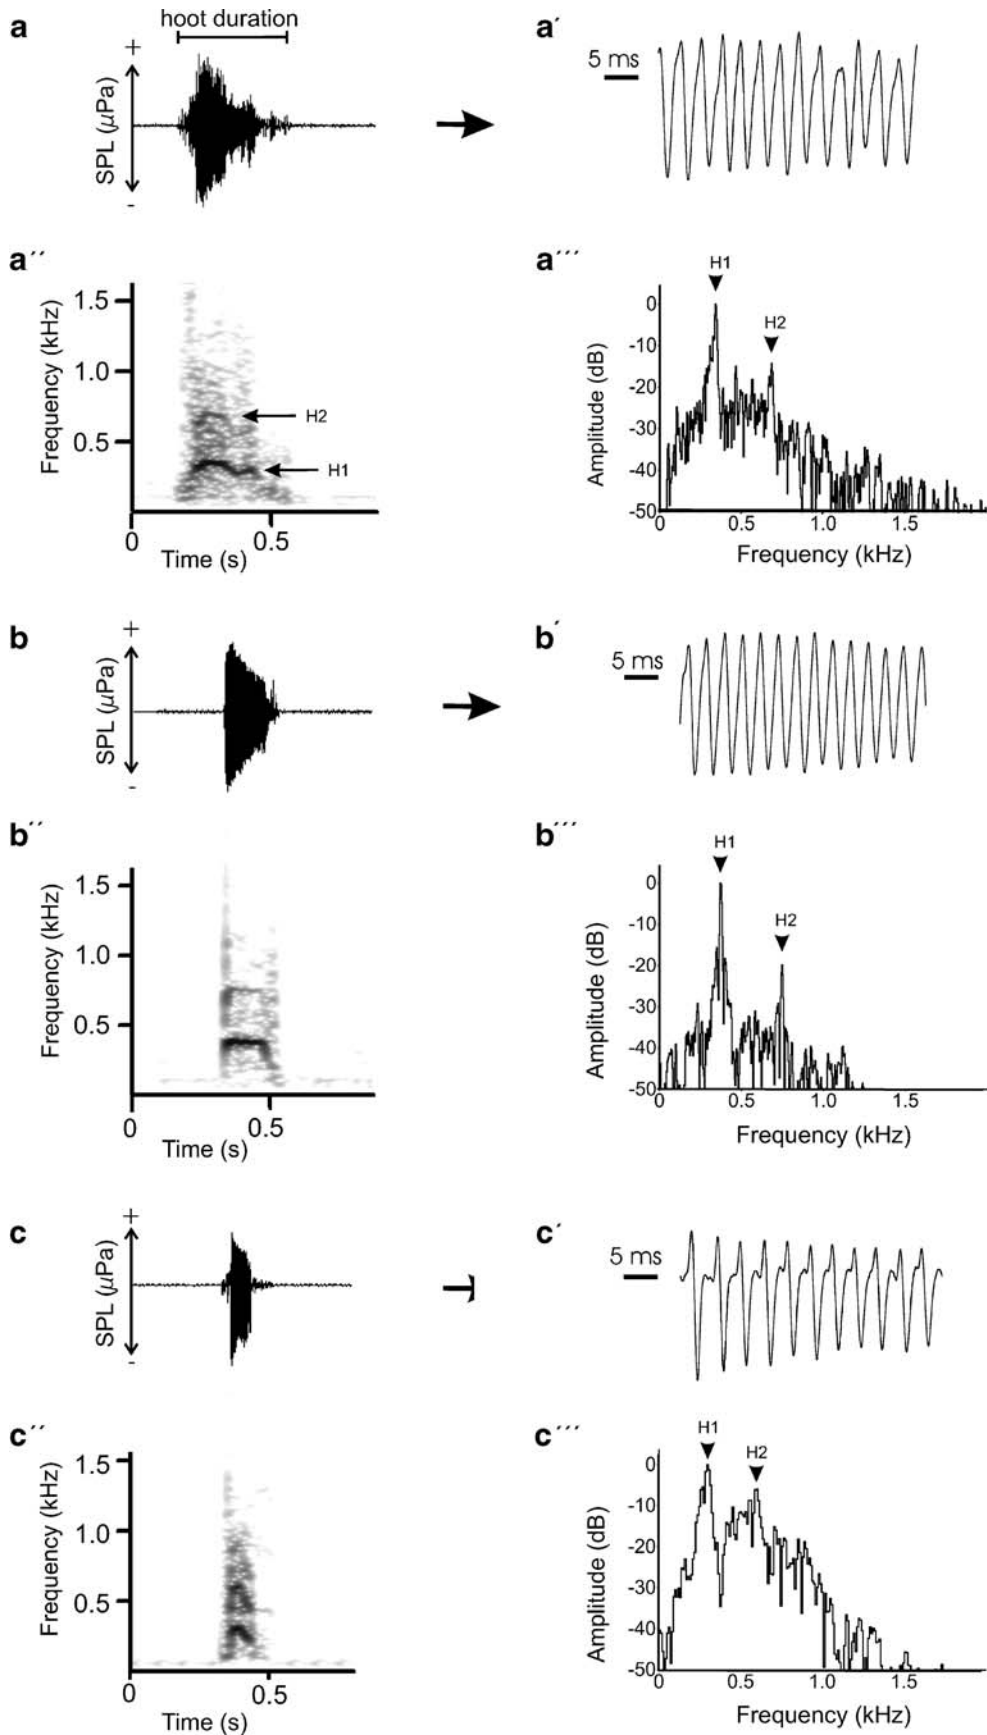 a
hoot duration
+
SPL (µPa)
-
a´
5 ms
a´´
Frequency (kHz)
1.5
1.0
0.5
H2
H1
0
0.5
Time (s)
a´´´
H1
H2
Amplitude (dB)
0
-10
-20
-30
-40
-50
0
0.5
1.0
1.5
Frequency (kHz)
b
+
SPL (µPa)
-
b´
5 ms
b´´
Frequency (kHz)
1.5
1.0
0.5
0
0.5
Time (s)
b´´´
H1
H2
Amplitude (dB)
0
-10
-20
-30
-40
-50
0
0.5
1.0
1.5
Frequency (kHz)
c
+
SPL (µPa)
-
c´
5 ms
c´´
Frequency (kHz)
1.5
1.0
0.5
0
0.5
Time (s)
c´´´
H1
H2
Amplitude (dB)
0
-10
-20
-30
-40
-50
0
0.5
1.0
1.5
Frequency (kHz)